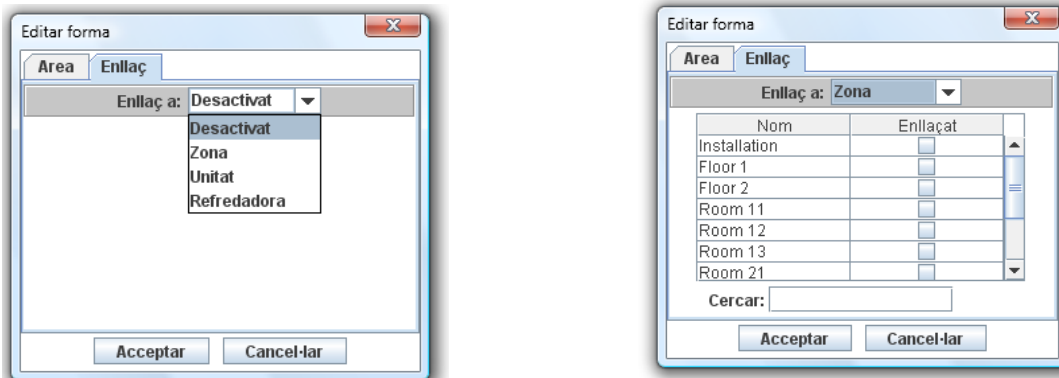 Editar forma
Area Enllaç
Enllaç a: Desactivat
Desactivat
Zona
Unitat
Refredadora
Acceptar Cancel·lar
Editar forma
Area Enllaç
Enllaç a: Zona
Nom Enllaçat
Installation
Floor 1
Floor 2
Room 11
Room 12
Room 13
Room 21
Cercar:
Acceptar Cancel·lar